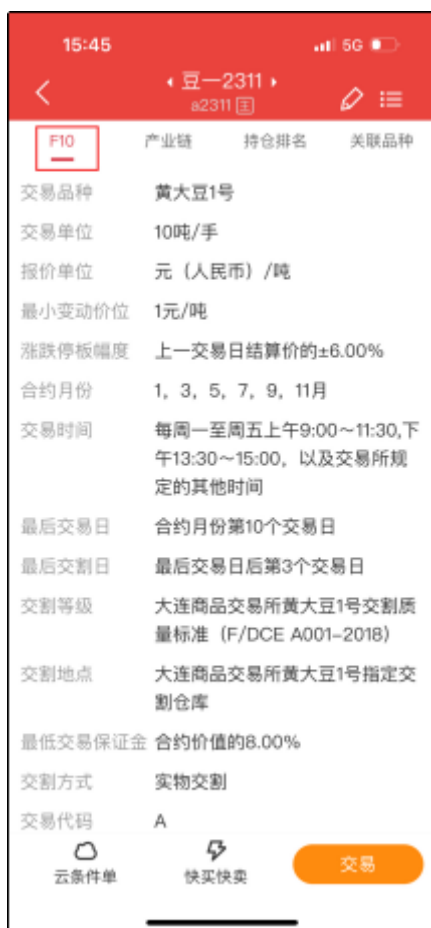 15:45
5G
豆一2311
a2311 主
F10 产业链 持仓排名 关联品种
交易品种 黄大豆1号
交易单位 10吨/手
报价单位 元（人民币）/吨
最小变动价位 1元/吨
涨跌停板幅度 上一交易日结算价的±6.00%
合约月份 1，3，5，7，9，11月
交易时间 每周一至周五上午9:00～11:30,下
午13:30～15:00，以及交易所规
定的其他时间
最后交易日 合约月份第10个交易日
最后交割日 最后交易日后第3个交易日
交割等级 大连商品交易所黄大豆1号交割质
量标准（F/DCE A001-2018）
交割地点 大连商品交易所黄大豆1号指定交
割仓库
最低交易保证金 合约价值的8.00%
交割方式 实物交割
交易代码 A
云条件单 快买快卖 交易